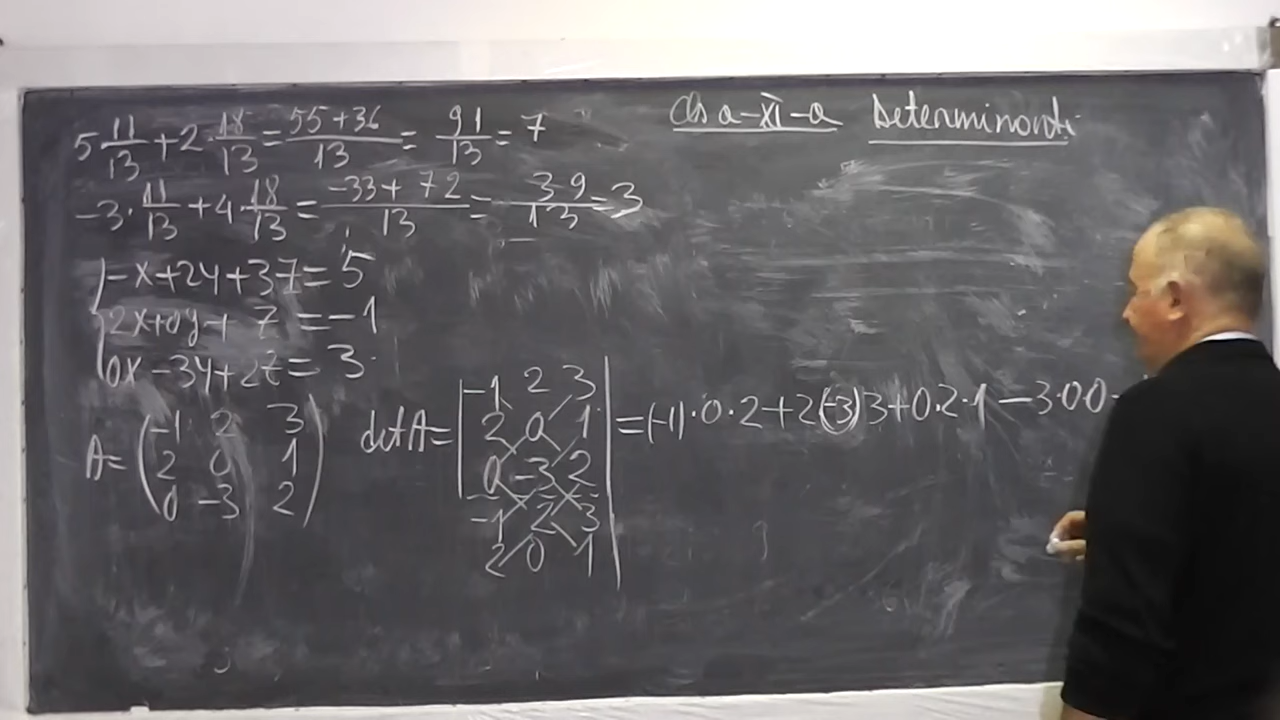 cls a-XI-a Determinanti
5·11/13+2·18/13=55+36/13=91/13=7
-3·11/13+4·18/13=-33+72/13=39/13=3
{-x+2y+3z=5
2x+0y+z=-1
0x-3y+2z=3
A=(-1 2 3
2 0 1
0 -3 2)
detA=|-1 2 3
2 0 1
0 -3 2
-1 2 3
2 0 1|
=(-1)·0·2+2(-3)3+0·2·1-3·0·0-